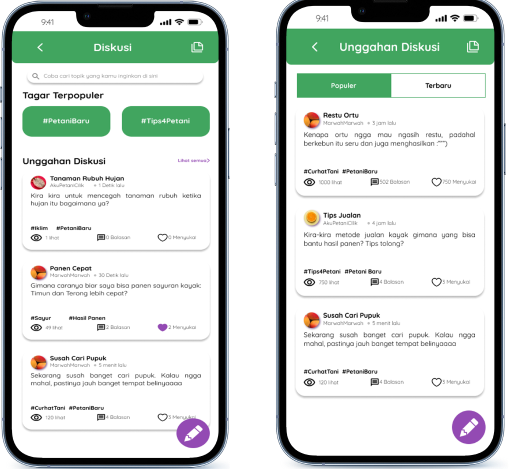 9:41
Diskusi
Coba cari topik yang kamu inginkan di sini
Tagar Terpopuler
#PetaniBaru
#Tips4Petani
Unggahan Diskusi
Lihat semua>
Tanaman Rubuh Hujan
AkuPetaniCilik • 1 Detik lalu
Kira kira untuk mencegah tanaman rubuh ketika
hujan itu bagaimana ya?
#Iklim #PetaniBaru
1 lihat
0 Balasan
0 Menyukai
Panen Cepat
MarwahMarwah • 30 Detik lalu
Gimana caranya biar saya bisa panen sayuran kayak:
Timun dan Terong lebih cepat?
#Sayur #Hasil Panen
49 lihat
2 Balasan
2 Menyukai
Susah Cari Pupuk
MarwahMarwah • 5 menit lalu
Sekarang susah banget cari pupuk. Kalau ngga
mahal, pastinya jauh banget tempat belinyaaaa
#CurhatTani #PetaniBaru
120 lihat
4 Balasan
3 Menyukai
9:41
Unggahan Diskusi
Populer
Terbaru
Restu Ortu
MarwahMarwah • 3 jam lalu
Kenapa ortu ngga mau ngasih restu, padahal
berkebun itu seru dan juga menghasilkan :"""")
#CurhatTani #PetaniBaru
1000 lihat
502 Balasan
750 Menyukai
Tips Jualan
AkuPetaniCilik • 4 jam lalu
Kira-kira metode jualan kayak gimana yang bisa
bantu hasil panen? Tips tolong?
#Tips4Petani #Petani Baru
750 lihat
4 Balasan
3 Menyukai
Susah Cari Pupuk
MarwahMarwah • 5 menit lalu
Sekarang susah banget cari pupuk. Kalau ngga
mahal, pastinya jauh banget tempat belinyaaaa
#CurhatTani #PetaniBaru
120 lihat
4 Balasan
3 Menyukai